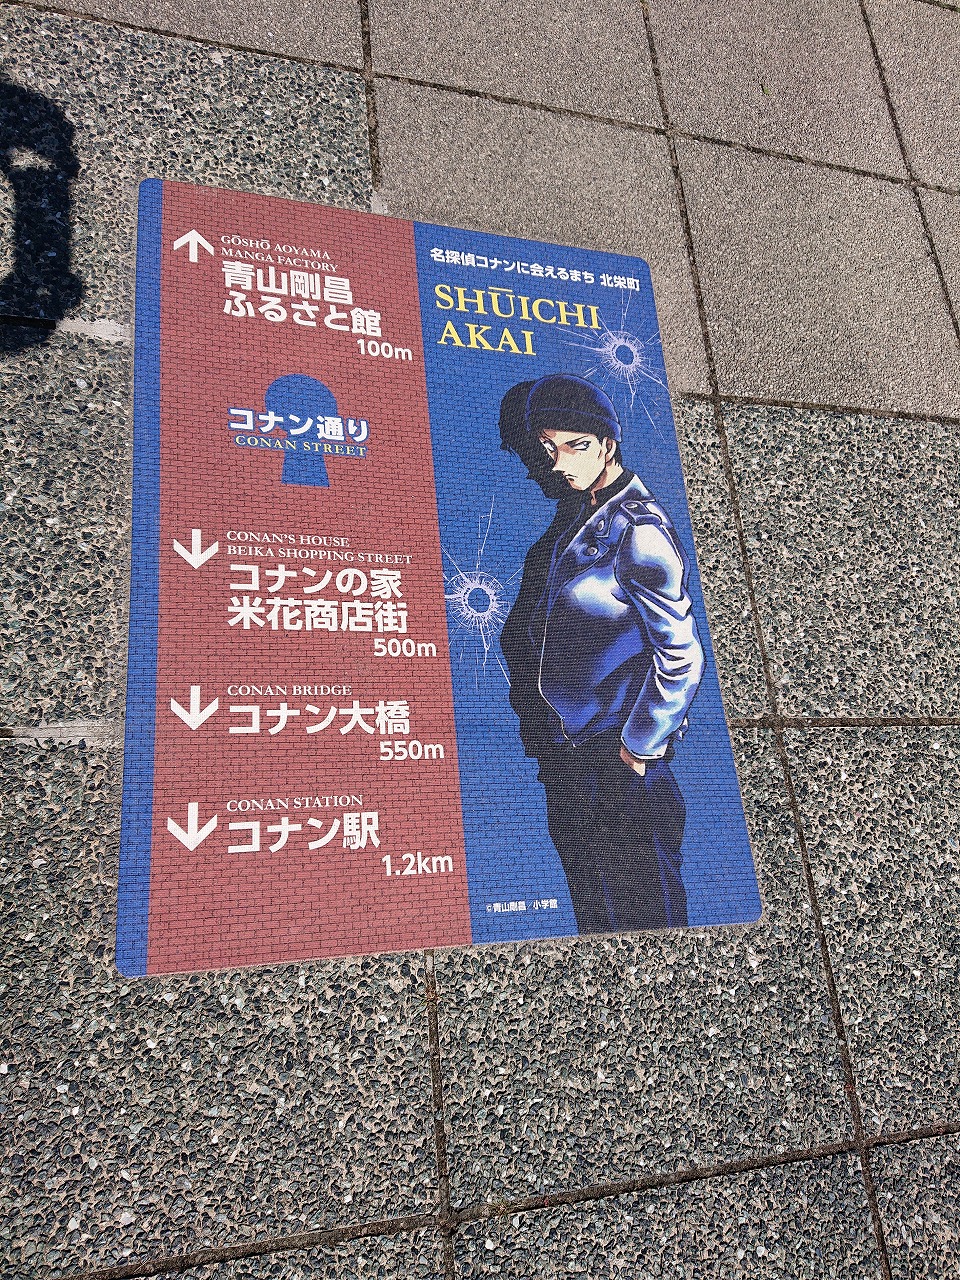 GŌSHŌ AOYAMA
MANGA FACTORY
青山剛昌
ふるさと館
100m
コナン通り
CONAN STREET
CONAN'S HOUSE
BEIKA SHOPPING STREET
コナンの家
米花商店街
500m
CONAN BRIDGE
コナン大橋
550m
CONAN STATION
コナン駅
1.2km
名探偵コナンに会えるまち 北栄町
SHŪICHI
AKAI
©青山剛昌/小学館